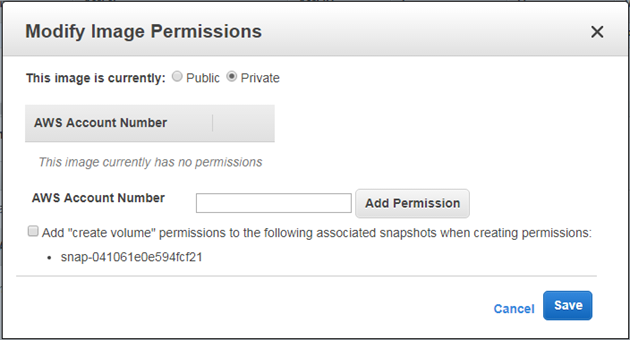 Modify Image Permissions
This image is currently: Public Private
AWS Account Number
This image currently has no permissions
AWS Account Number Add Permission
Add "create volume" permissions to the following associated snapshots when creating permissions:
snap-041061e0e594fcf21
Cancel Save